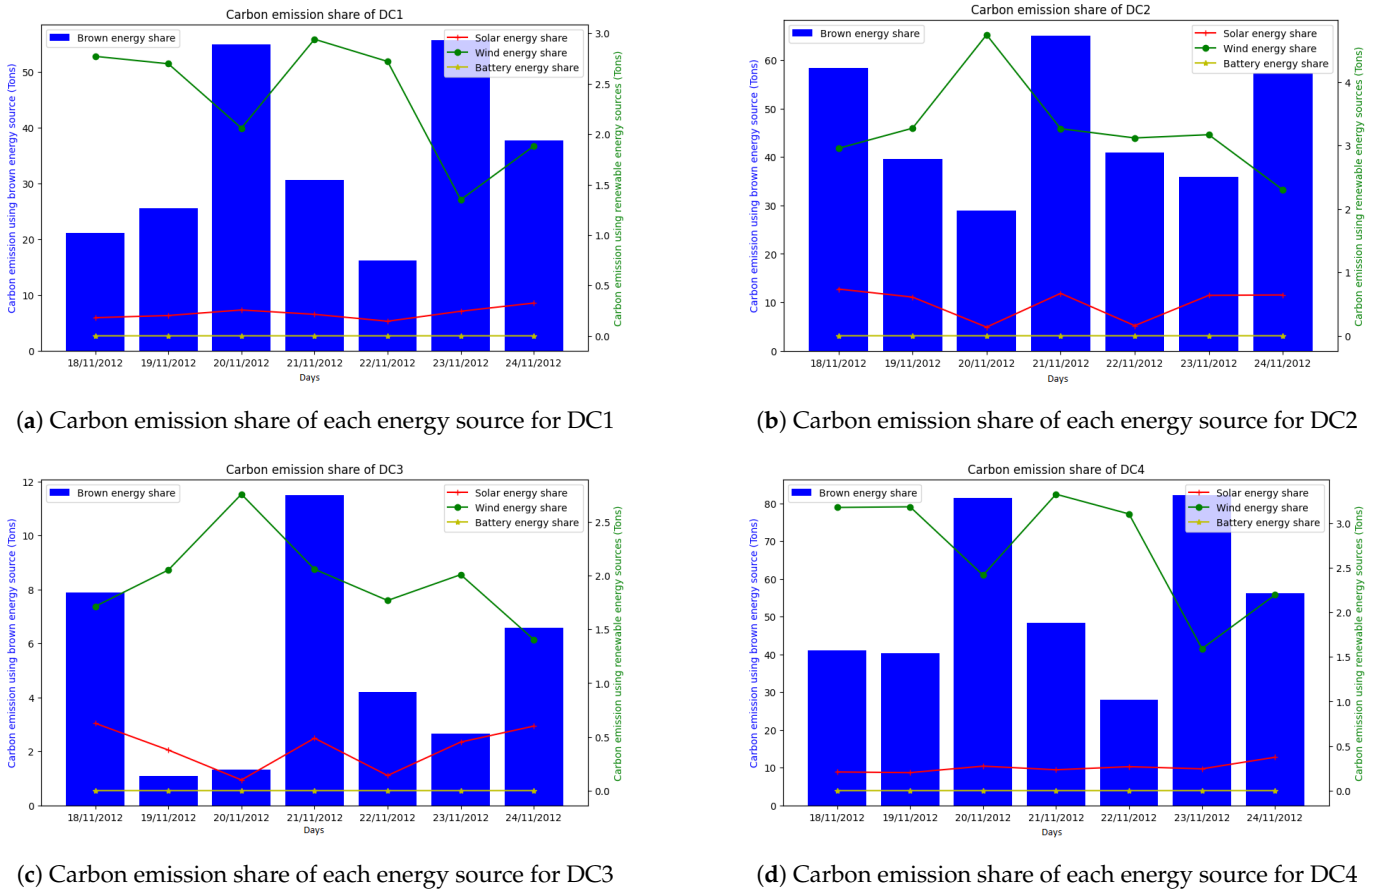 Carbon emission share of DC1
Brown energy share
Solar energy share
Wind energy share
Battery energy share
Carbon emission using brown energy source (Tons)
50
40
30
20
10
0
Carbon emission using renewable energy sources (Tons)
3.0
2.5
2.0
1.5
1.0
0.5
0.0
18/11/2012 19/11/2012 20/11/2012 21/11/2012 22/11/2012 23/11/2012 24/11/2012
Days
(a) Carbon emission share of each energy source for DC1
Carbon emission share of DC2
Brown energy share
Solar energy share
Wind energy share
Battery energy share
Carbon emission using brown energy source (Tons)
60
50
40
30
20
10
0
Carbon emission using renewable energy sources (Tons)
4
3
2
1
0
18/11/2012 19/11/2012 20/11/2012 21/11/2012 22/11/2012 23/11/2012 24/11/2012
Days
(b) Carbon emission share of each energy source for DC2
Carbon emission share of DC3
Brown energy share
Solar energy share
Wind energy share
Battery energy share
Carbon emission using brown energy source (Tons)
12
10
8
6
4
2
0
Carbon emission using renewable energy sources (Tons)
2.5
2.0
1.5
1.0
0.5
0.0
18/11/2012 19/11/2012 20/11/2012 21/11/2012 22/11/2012 23/11/2012 24/11/2012
Days
(c) Carbon emission share of each energy source for DC3
Carbon emission share of DC4
Brown energy share
Solar energy share
Wind energy share
Battery energy share
Carbon emission using brown energy source (Tons)
80
70
60
50
40
30
20
10
0
Carbon emission using renewable energy sources (Tons)
3.0
2.5
2.0
1.5
1.0
0.5
0.0
18/11/2012 19/11/2012 20/11/2012 21/11/2012 22/11/2012 23/11/2012 24/11/2012
Days
(d) Carbon emission share of each energy source for DC4